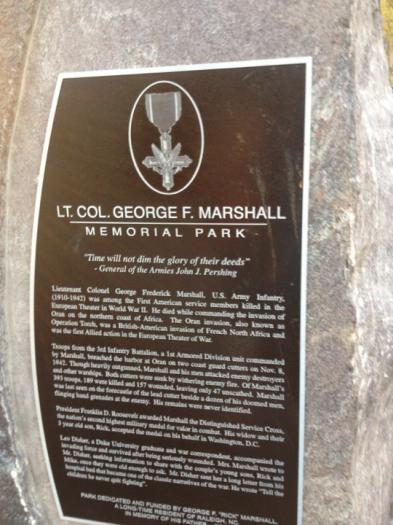 LT. COL. GEORGE F. MARSHALL
MEMORIAL PARK
"Time will not dim the glory of their deeds"
- General of the Armies John J. Pershing
Lieutenant Colonel George Frederick Marshall, U.S. Army Infantry,
(1910-1942) was among the First American service members killed in the
European Theater in World War II. He died while commanding the invasion of
Oran on the northern coast of Africa. The Oran invasion, also known as
Operation Torch, was a British-American invasion of French North Africa and
was the first Allied action in the European Theater of War.
Troops from the 3rd Infantry Battalion, a 1st Armored Division unit commanded
by Marshall, breached the harbor at Oran on two coast guard cutters on Nov. 8,
1942. Though heavily outgunned, Marshall and his men attacked enemy destroyers
and other warships. Both cutters were sunk by withering enemy fire. Of Marshall's
393 troops, 189 were killed and 157 wounded, leaving only 47 unscathed. Marshall
was last seen on the forecastle of the lead cutter beside a dozen of his doomed men,
flinging hand grenades at the enemy. His remains were never identified.
President Franklin D. Roosevelt awarded Marshall the Distinguished Service Cross,
the nation's second highest military medal for valor in combat. His widow and their
3 year old son, Rick, accepted the medal on his behalf in Washington, D.C.
Leo Disher, a Duke University graduate and war correspondent, accompanied the
invading force and survived after being seriously wounded. Mrs. Marshall wrote to
Mr. Disher, seeking information to share with the couple's young sons, Rick and
Mike, once they were old enough to ask. Mr. Disher sent her a long letter from his
hospital bed that became one of the classic narratives of the war. He wrote "Tell the
children he never quit fighting".
PARK DEDICATED AND FUNDED BY GEORGE F. "RICK" MARSHALL,
A LONG-TIME RESIDENT OF RALEIGH, NC
IN MEMORY OF HIS FATHER